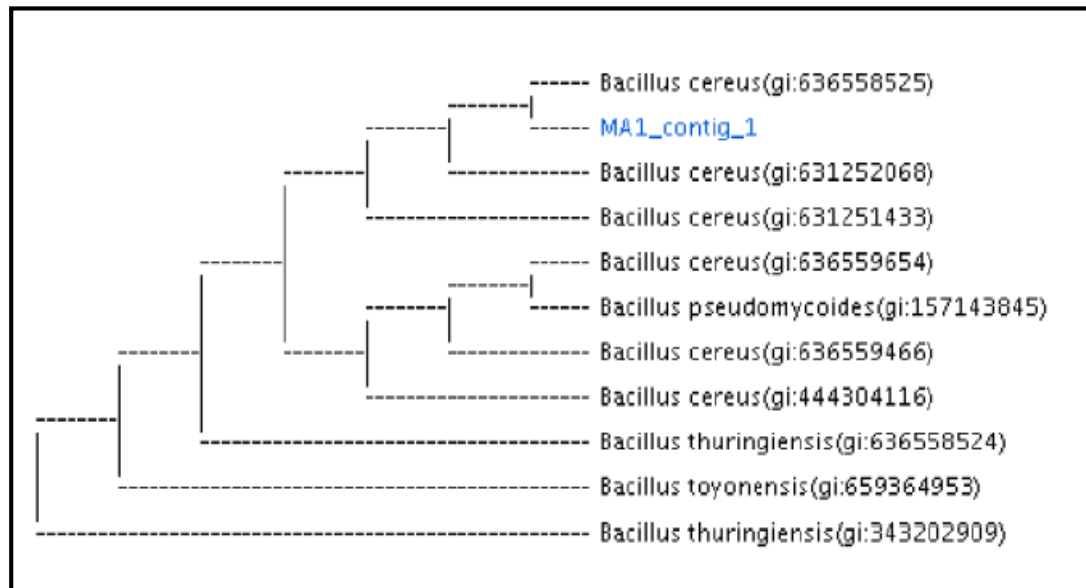 Bacillus cereus(gi:636558525)
MA1_contig_1
Bacillus cereus(gi:631252068)
Bacillus cereus(gi:631251433)
Bacillus cereus(gi:636559654)
Bacillus pseudomycoides(gi:157143845)
Bacillus cereus(gi:636559466)
Bacillus cereus(gi:444304116)
Bacillus thuringiensis(gi:636558524)
Bacillus toyonensis(gi:659364953)
Bacillus thuringiensis(gi:343202909)